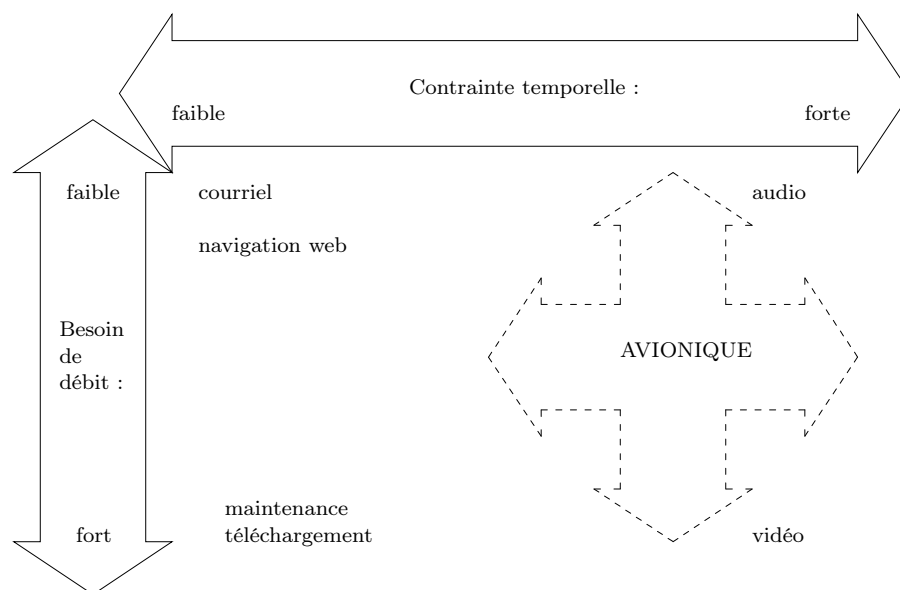 Contrainte temporelle :
faible
forte
faible
courriel
audio
navigation web
Besoin
de
débit :
AVIONIQUE
maintenance
téléchargement
fort
vidéo